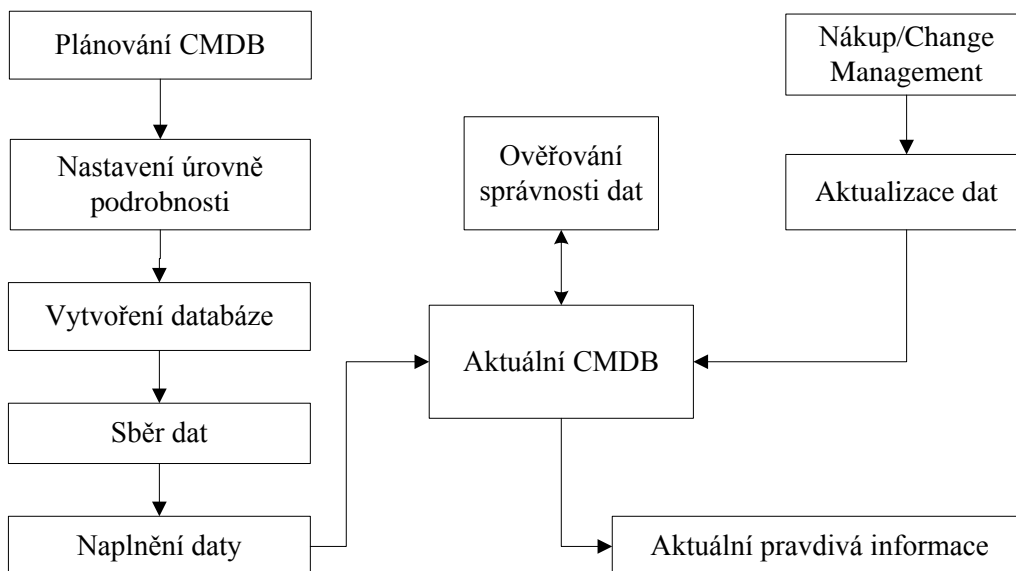 Plánování CMDB
Nastavení úrovně
podrobnosti
Vytvoření databáze
Sběr dat
Naplnění daty
Ověřování
správnosti dat
Aktuální CMDB
Nákup/Change
Management
Aktualizace dat
Aktuální pravdivá informace